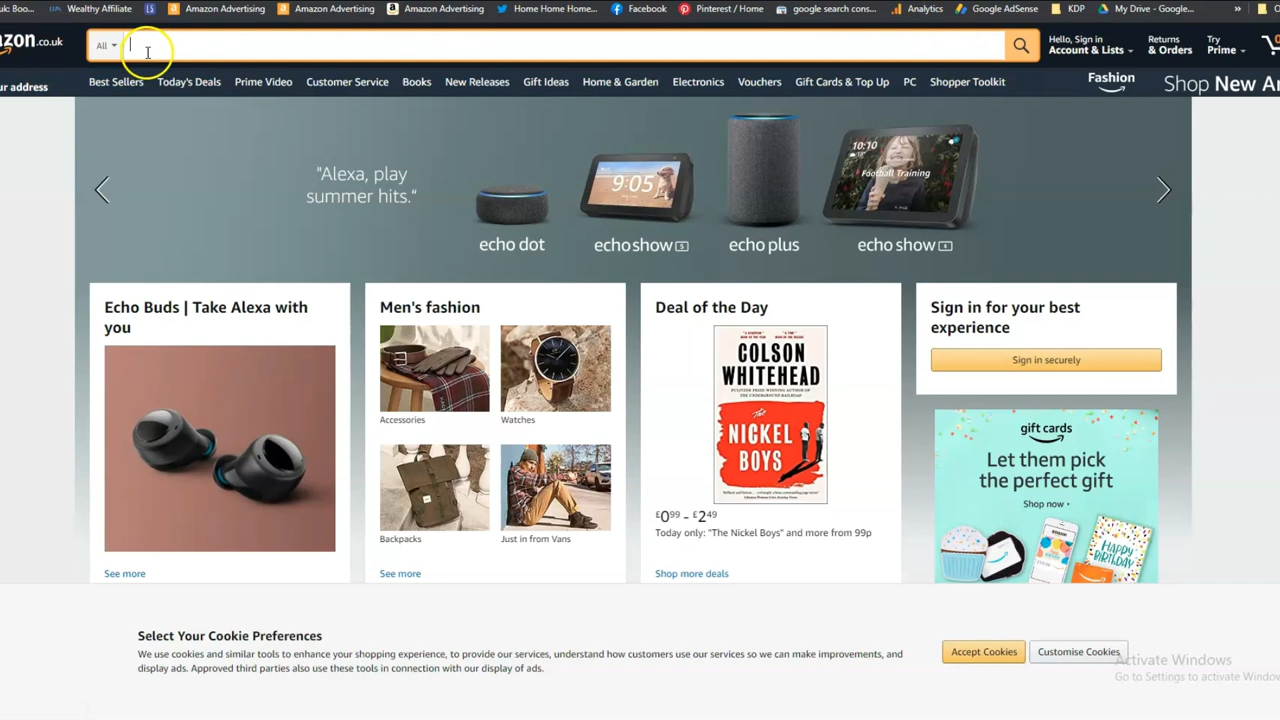 Boo... Wealthy Affiliate Amazon Advertising Amazon Advertising Amazon Advertising Home Home Home... Facebook Pinterest / Home google search cons... Analytics Google AdSense KDP My Drive - Google... »
zon.co.uk
All
Hello, Sign in
Account & Lists
Returns
& Orders
Try
Prime
ur address
Best Sellers Today's Deals Prime Video Customer Service Books New Releases Gift Ideas Home & Garden Electronics Vouchers Gift Cards & Top Up PC Shopper Toolkit
Fashion
Shop New Ar
"Alexa, play
summer hits."
9:05
10:10
Football Training
echo dot echo show 5 echo plus echo show 8
Echo Buds | Take Alexa with
you
See more
Men's fashion
Accessories Watches
Backpacks Just in from Vans
See more
Deal of the Day
COLSON
WHITEHEAD
The
NICKEL
BOYS
£0.99 - £2.49
Today only: "The Nickel Boys" and more from 99p
Shop more deals
Sign in for your best
experience
Sign in securely
gift cards
Let them pick
the perfect gift
Shop now
BIRTHDAY
Select Your Cookie Preferences
We use cookies and similar tools to enhance your shopping experience, to provide our services, understand how customers use our services so we can make improvements, and
display ads. Approved third parties also use these tools in connection with our display of ads.
Accept Cookies Customise Cookies
Activate Windows
Go to Settings to activate Windows